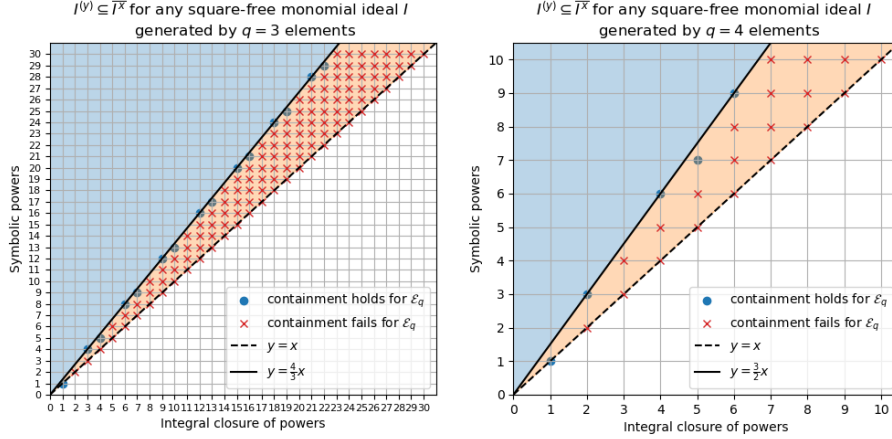 I^{(y)} ⊆ \overline{I^x} for any square-free monomial ideal I
generated by q = 3 elements
Symbolic powers
30
29
28
27
26
25
24
23
22
21
20
19
18
17
16
15
14
13
12
11
10
9
8
7
6
5
4
3
2
1
0
containment holds for ℰ_q
containment fails for ℰ_q
y = x
y = 4/3 x
0 1 2 3 4 5 6 7 8 9 10 11 12 13 14 15 16 17 18 19 20 21 22 23 24 25 26 27 28 29 30
Integral closure of powers
I^{(y)} ⊆ \overline{I^x} for any square-free monomial ideal I
generated by q = 4 elements
Symbolic powers
10
9
8
7
6
5
4
3
2
1
0
containment holds for ℰ_q
containment fails for ℰ_q
y = x
y = 3/2 x
0 1 2 3 4 5 6 7 8 9 10
Integral closure of powers